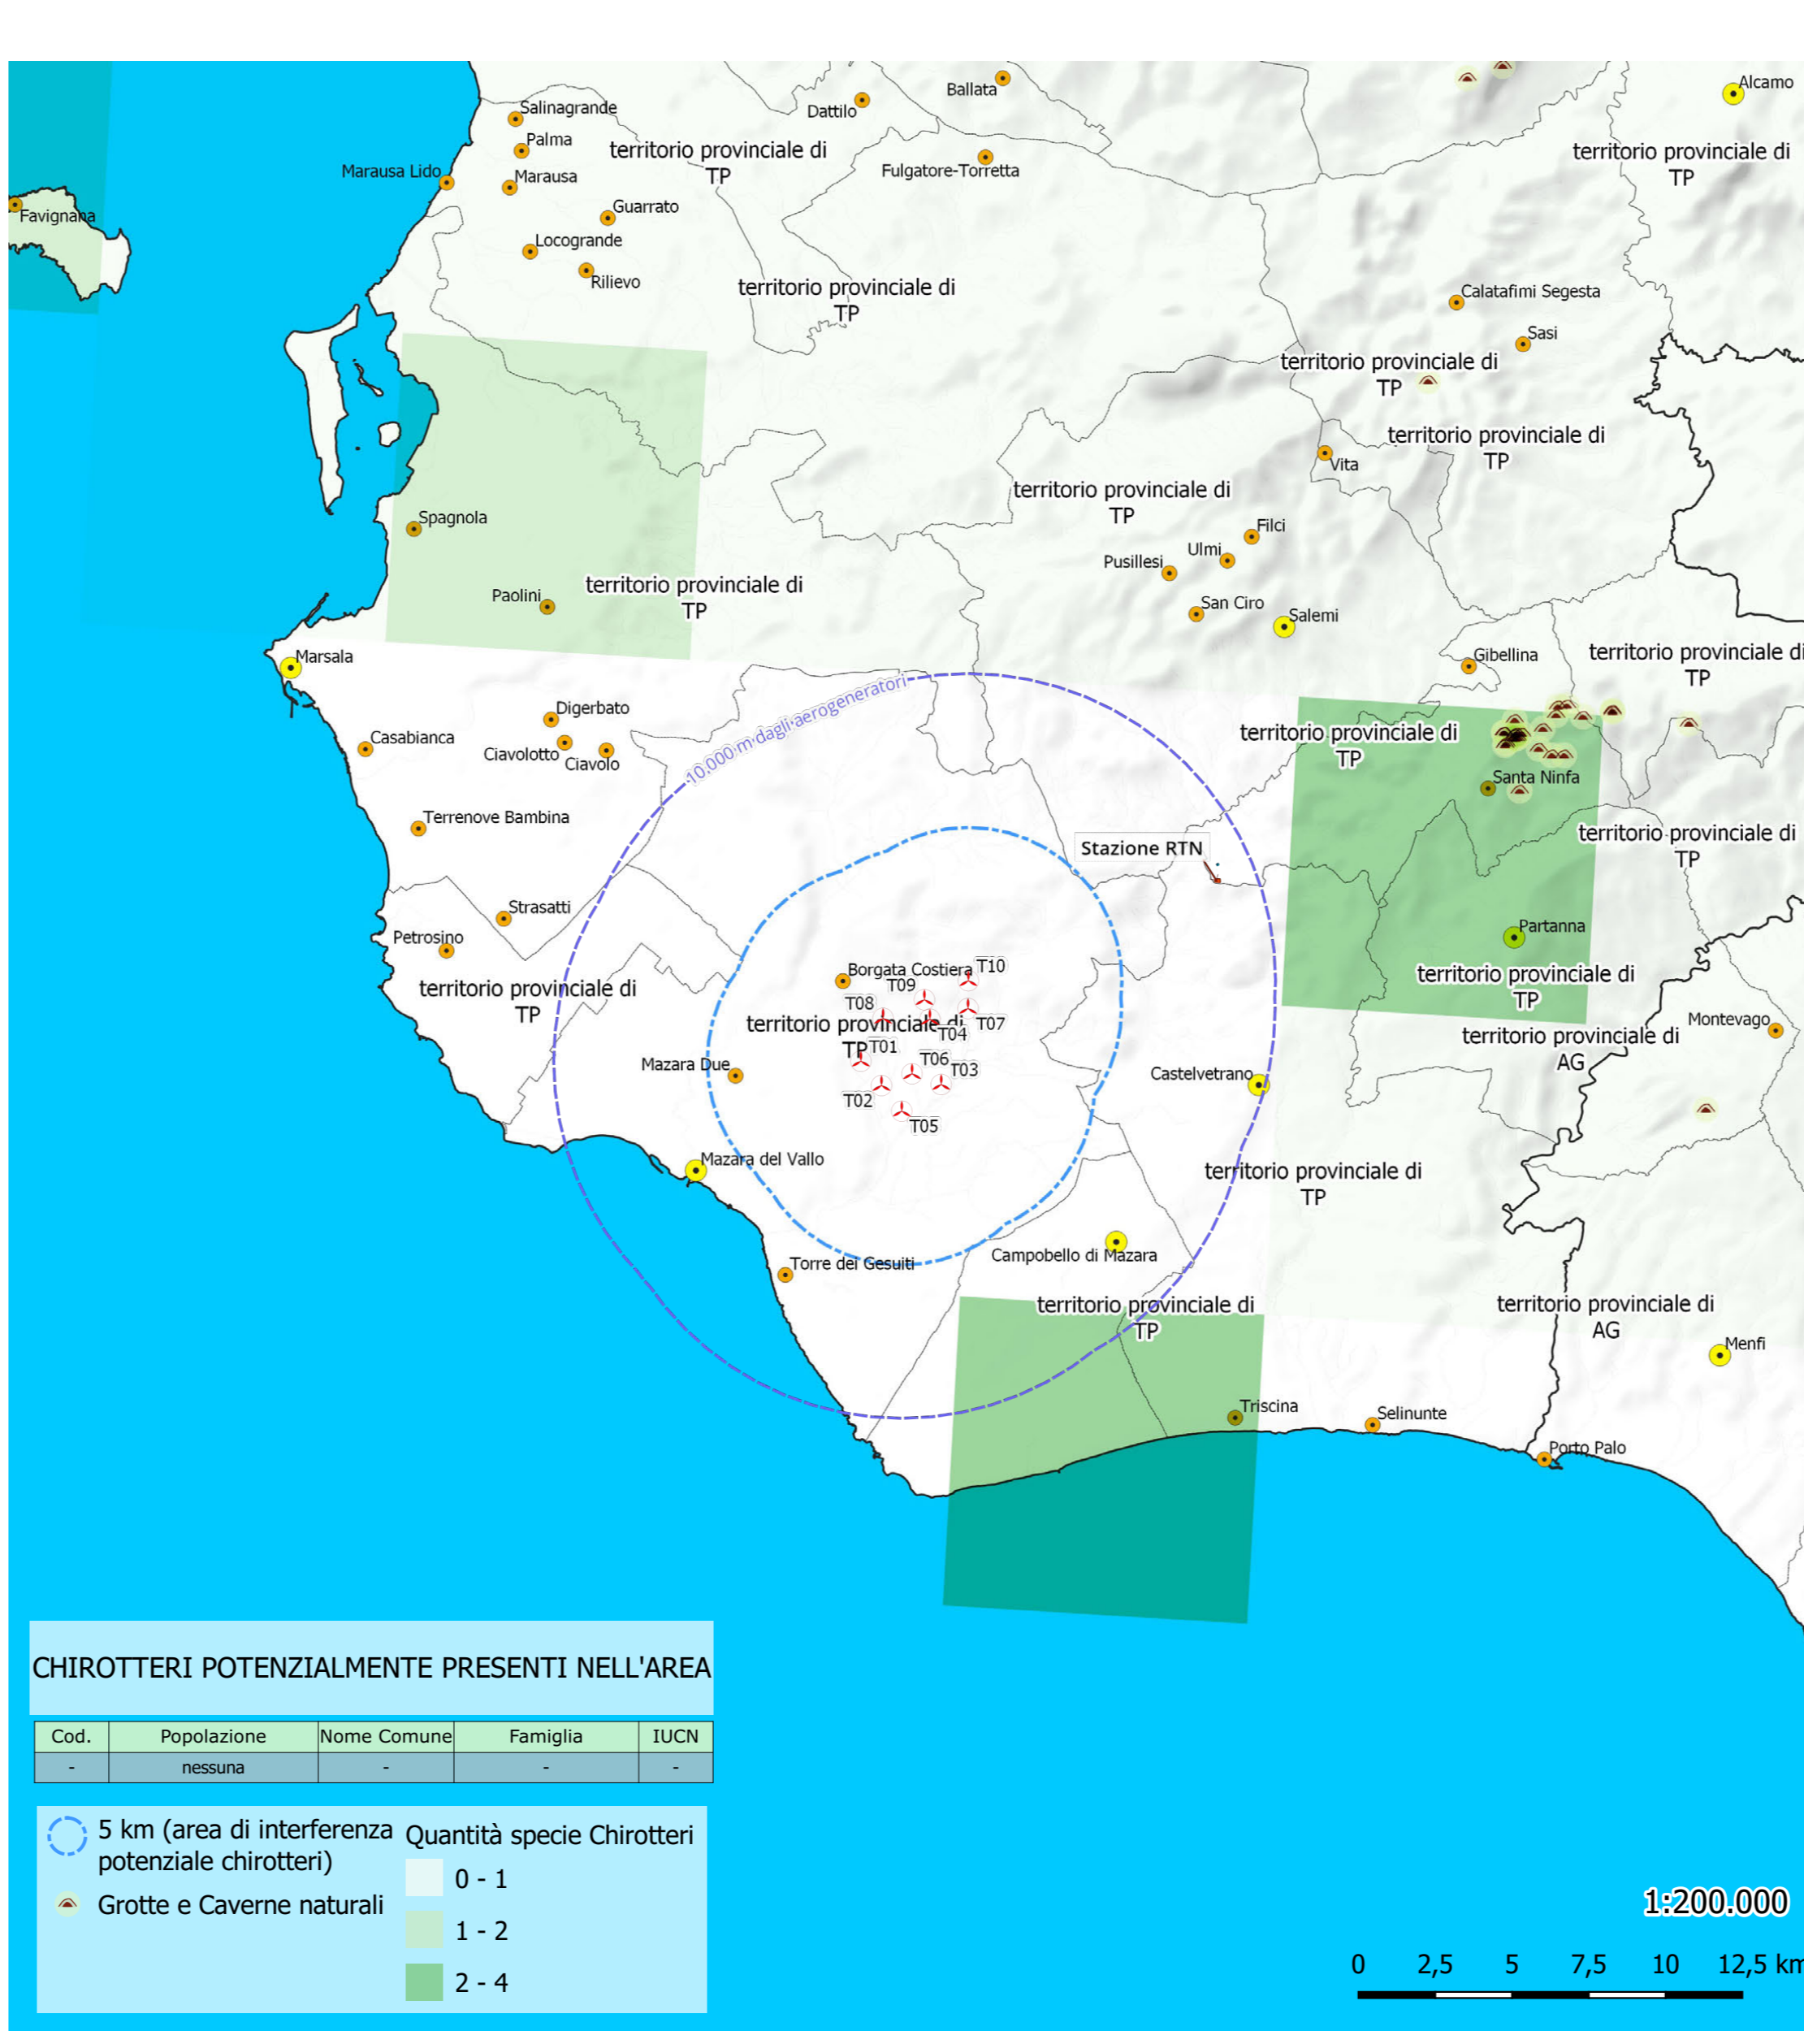 Ballata
Alcamo
Dattilo
Salinagrande
Palma
territorio provinciale di
TP
territorio provinciale di
TP
Marausa Lido
Marausa
Fulgatore-Torretta
Favignana
Guarrato
Locogrande
Rilievo
territorio provinciale di
TP
Calatafimi Segesta
Sasi
territorio provinciale di
TP
territorio provinciale di
TP
Vita
territorio provinciale di
TP
Spagnola
Filci
Ulmi
Pusillesi
Paolini
territorio provinciale di
TP
San Ciro
Salemi
Marsala
Gibellina
territorio provinciale di
TP
10,000 m dagli aerogeneratori
Digerbato
Casabianca
Ciavolotto
Ciavolo
territorio provinciale di
TP
Santa Ninfa
Terrenove Bambina
Stazione RTN
territorio provinciale di
TP
Strasatti
Petrosino
Partanna
Borgata Costiera
T10
T09
territorio provinciale di
TP
territorio provinciale di
TP
T08
T07
T04
territorio provinciale di
TP
Montevago
territorio provinciale di
AG
T01
T06
T03
Mazara Due
Castelvetrano
T02
T05
Mazara del Vallo
territorio provinciale di
TP
Torre dei Gesuiti
Campobello di Mazara
territorio provinciale di
TP
territorio provinciale di
AG
Menfi
Triscina
Selinunte
Porto Palo
CHIROTTERI POTENZIALMENTE PRESENTI NELL'AREA
Cod. Popolazione Nome Comune Famiglia IUCN
- nessuna - - -
5 km (area di interferenza
potenziale chirotteri)
Grotte e Caverne naturali
Quantità specie Chirotteri
0 - 1
1 - 2
2 - 4
1:200.000
0 2,5 5 7,5 10 12,5 km